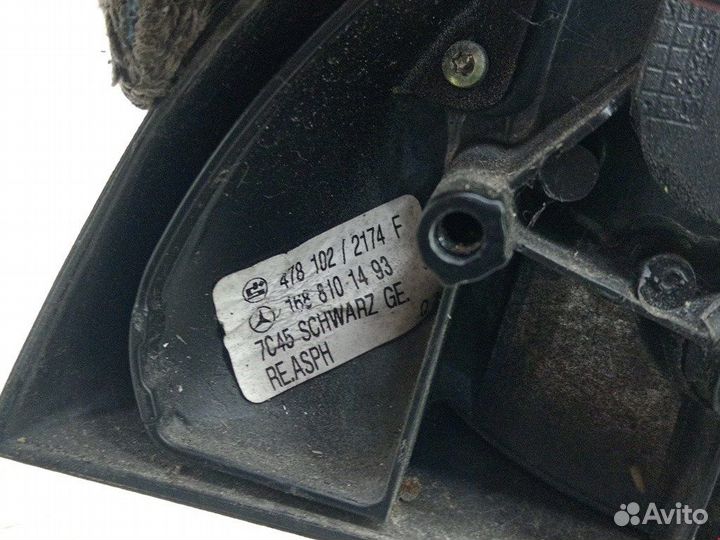 478 102 / 2174 F
168 810 14 93
7C45 SCHWARZ GE.
RE.ASPH
Avito